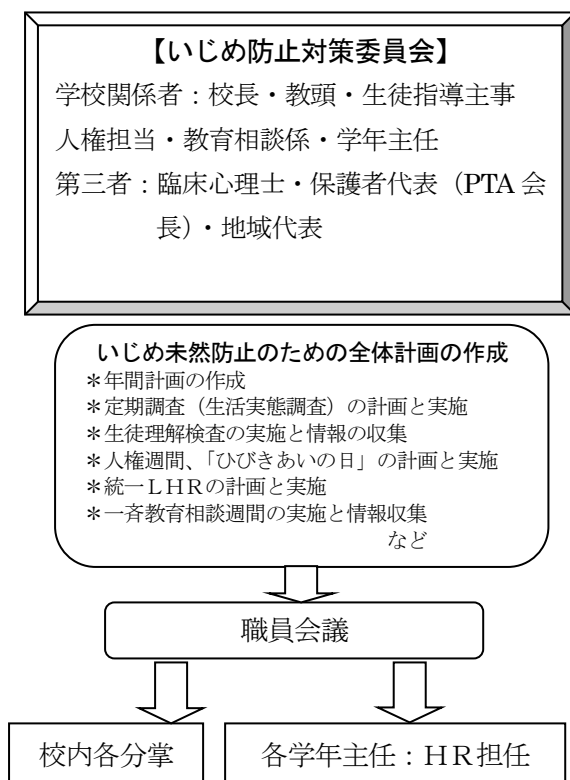 【いじめ防止対策委員会】
学校関係者：校長・教頭・生徒指導主事
人権担当・教育相談係・学年主任
第三者：臨床心理士・保護者代表（PTA 会
長）・地域代表
いじめ未然防止のための全体計画の作成
＊年間計画の作成
＊定期調査（生活実態調査）の計画と実施
＊生徒理解検査の実施と情報の収集
＊人権週間、「ひびきあいの日」の計画と実施
＊統一ＬＨＲの計画と実施
＊一斉教育相談週間の実施と情報収集
など
職員会議
校内各分掌
各学年主任：ＨＲ担任